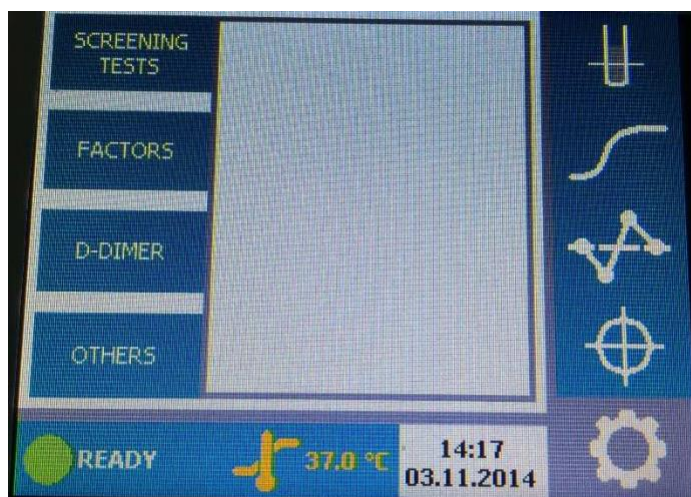 SCREENING
TESTS
FACTORS
D-DIMER
OTHERS
READY
37.0 °C
14:17
03.11.2014